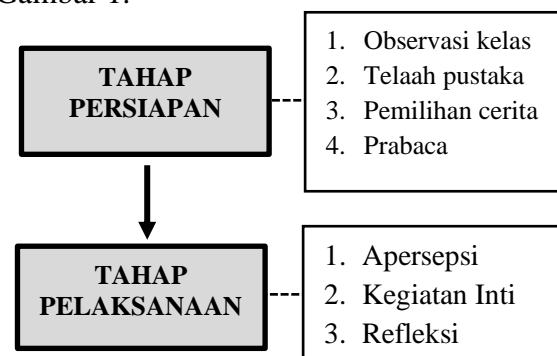 Gambar 1.
TAHAP
PERSIAPAN
1. Observasi kelas
2. Telaah pustaka
3. Pemilihan cerita
4. Prabaca
TAHAP
PELAKSANAAN
1. Apersepsi
2. Kegiatan Inti
3. Refleksi